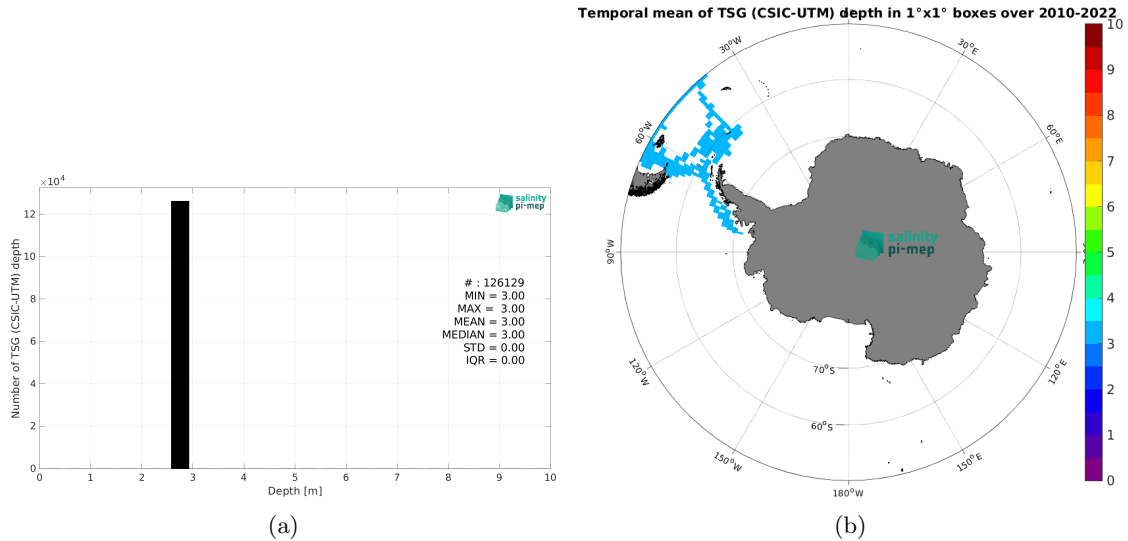 ×10⁴
12
10
8
6
4
2
0
Number of TSG (CSIC-UTM) depth
salinity
pi-mep
# : 126129
MIN = 3.00
MAX = 3.00
MEAN = 3.00
MEDIAN = 3.00
STD = 0.00
IQR = 0.00
0 1 2 3 4 5 6 7 8 9 10
Depth [m]
(a)
Temporal mean of TSG (CSIC-UTM) depth in 1°x1° boxes over 2010-2022
30°W
30°E
60°W
60°E
90°W
salinity
pi-mep
120°W
120°E
70°S
60°S
150°W
150°E
180°W
10
9
8
7
6
5
4
3
2
1
0
(b)